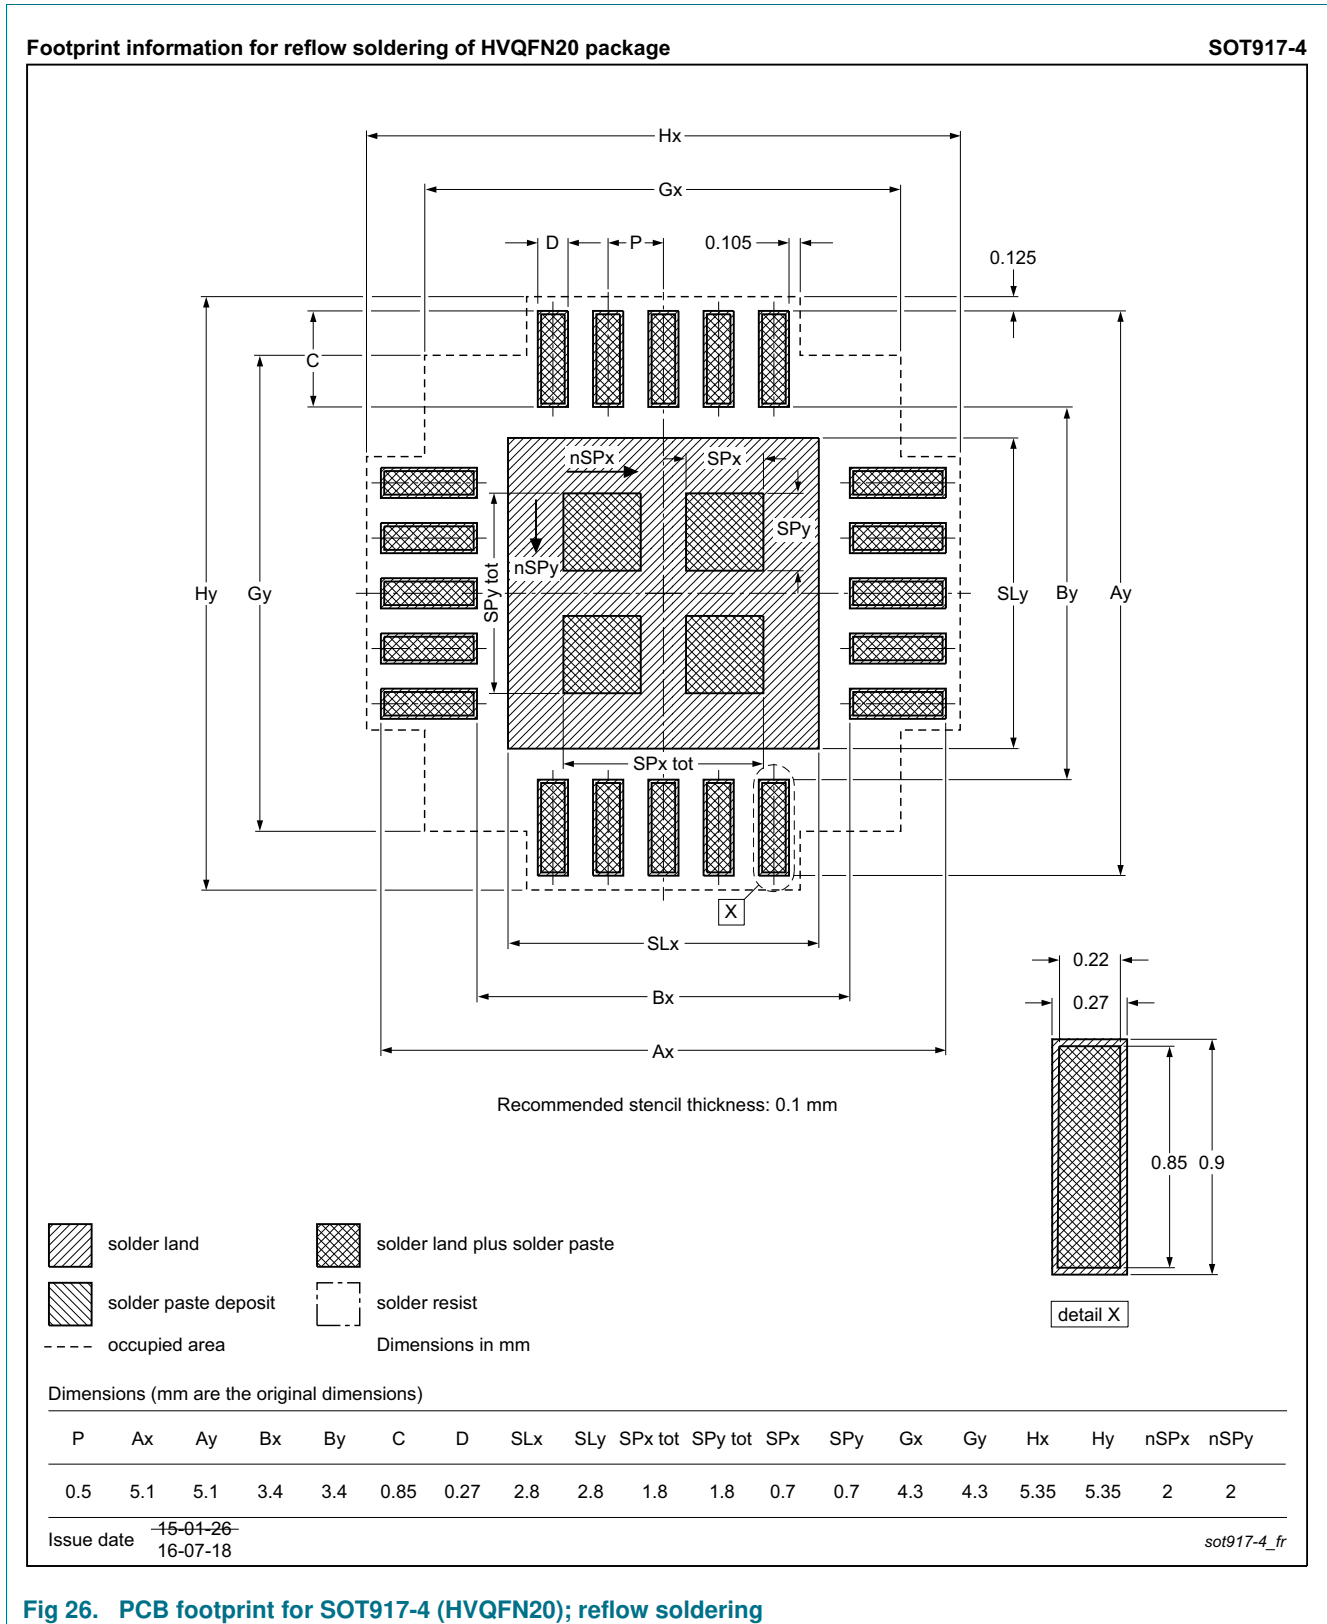 Footprint information for reflow soldering of HVQFN20 package SOT917-4
Hx
Gx
D P 0.105
0.125
C
nSPx SPx
SPy
nSPy
SPy tot
Hy Gy SLy By Ay
SPx tot
X
SLx
0.22
Bx
0.27
Ax
Recommended stencil thickness: 0.1 mm
0.85 0.9
solder land
solder land plus solder paste
solder paste deposit
solder resist
detail X
occupied area
Dimensions in mm
Dimensions (mm are the original dimensions)
P Ax Ay Bx By C D SLx SLy SPx tot SPy tot SPx SPy Gx Gy Hx Hy nSPx nSPy
0.5 5.1 5.1 3.4 3.4 0.85 0.27 2.8 2.8 1.8 1.8 0.7 0.7 4.3 4.3 5.35 5.35 2 2
Issue date 15-01-26
16-07-18
sot917-4_fr
Fig 26. PCB footprint for SOT917-4 (HVQFN20); reflow soldering